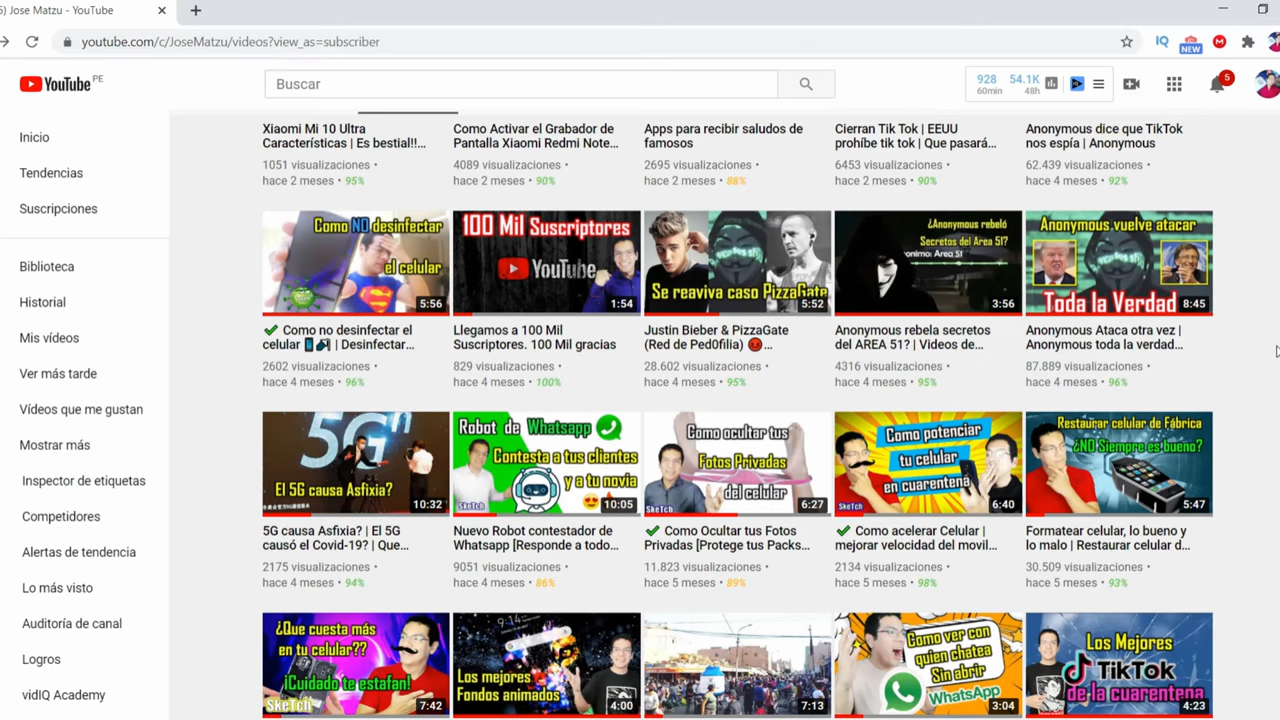 5) Jose Matzu - YouTube
youtube.com/c/JoseMatzu/videos?view_as=subscriber
IQ
NEW
M
YouTube PE
Buscar
928
60min
54.1K
48h
5
Inicio
Tendencias
Suscripciones
Biblioteca
Historial
Mis vídeos
Ver más tarde
Vídeos que me gustan
Mostrar más
Inspector de etiquetas
Competidores
Alertas de tendencia
Lo más visto
Auditoría de canal
Logros
vidIQ Academy
Xiaomi Mi 10 Ultra
Características | Es bestial!!...
1051 visualizaciones •
hace 2 meses • 95%
Como Activar el Grabador de
Pantalla Xiaomi Redmi Note...
4089 visualizaciones •
hace 2 meses • 90%
Apps para recibir saludos de
famosos
2695 visualizaciones •
hace 2 meses • 88%
Cierran Tik Tok | EEUU
prohíbe tik tok | Que pasará...
6453 visualizaciones •
hace 2 meses • 90%
Anonymous dice que TikTok
nos espía | Anonymous
62.439 visualizaciones •
hace 4 meses • 92%
Como NO desinfectar
el celular
5:56
✔ Como no desinfectar el
celular 📱 | Desinfectar...
2602 visualizaciones •
hace 4 meses • 96%
100 Mil Suscriptores
YouTube
1:54
Llegamos a 100 Mil
Suscriptores. 100 Mil gracias
829 visualizaciones •
hace 4 meses • 100%
Se reaviva caso PizzaGate
5:52
Justin Bieber & PizzaGate
(Red de Ped0filia) 😡...
28.602 visualizaciones •
hace 4 meses • 95%
¿Anonymous rebeló
Secretos del Area 51?
onimo: Area 51
3:56
Anonymous rebela secretos
del AREA 51? | Videos de...
4316 visualizaciones •
hace 4 meses • 95%
Anonymous vuelve atacar
Toda la Verdad
8:45
Anonymous Ataca otra vez |
Anonymous toda la verdad...
87.889 visualizaciones •
hace 4 meses • 96%
5G"
El 5G causa Asfixia?
10:32
5G causa Asfixia? | El 5G
causó el Covid-19? | Que...
2175 visualizaciones •
hace 4 meses • 94%
Robot de Whatsapp
Contesta a tus clientes
y a tu novia
SkeTch
10:05
Nuevo Robot contestador de
Whatsapp [Responde a todo...
9051 visualizaciones •
hace 4 meses • 86%
Como ocultar tus
Fotos Privadas
del celular
SkeTch
6:27
✔ Como Ocultar tus Fotos
Privadas [Protege tus Packs...
11.823 visualizaciones •
hace 5 meses • 89%
Como potenciar
tu celular
en cuarentena
SkeTch
6:40
✔ Como acelerar Celular |
mejorar velocidad del movil...
2134 visualizaciones •
hace 5 meses • 98%
Restaurar celular de Fábrica
¿NO Siempre es bueno?
5:47
Formatear celular, lo bueno y
lo malo | Restaurar celular d...
30.509 visualizaciones •
hace 5 meses • 93%
¿Que cuesta más
en tu celular??
¡Cuidado te estafan!
SkeTch
7:42
9:14
Los mejores
Fondos animados
4:00
7:13
Como ver con
quien chatea
Sin abrir
WhatsApp
3:04
Los Mejores
TikTok
de la cuarentena
4:23